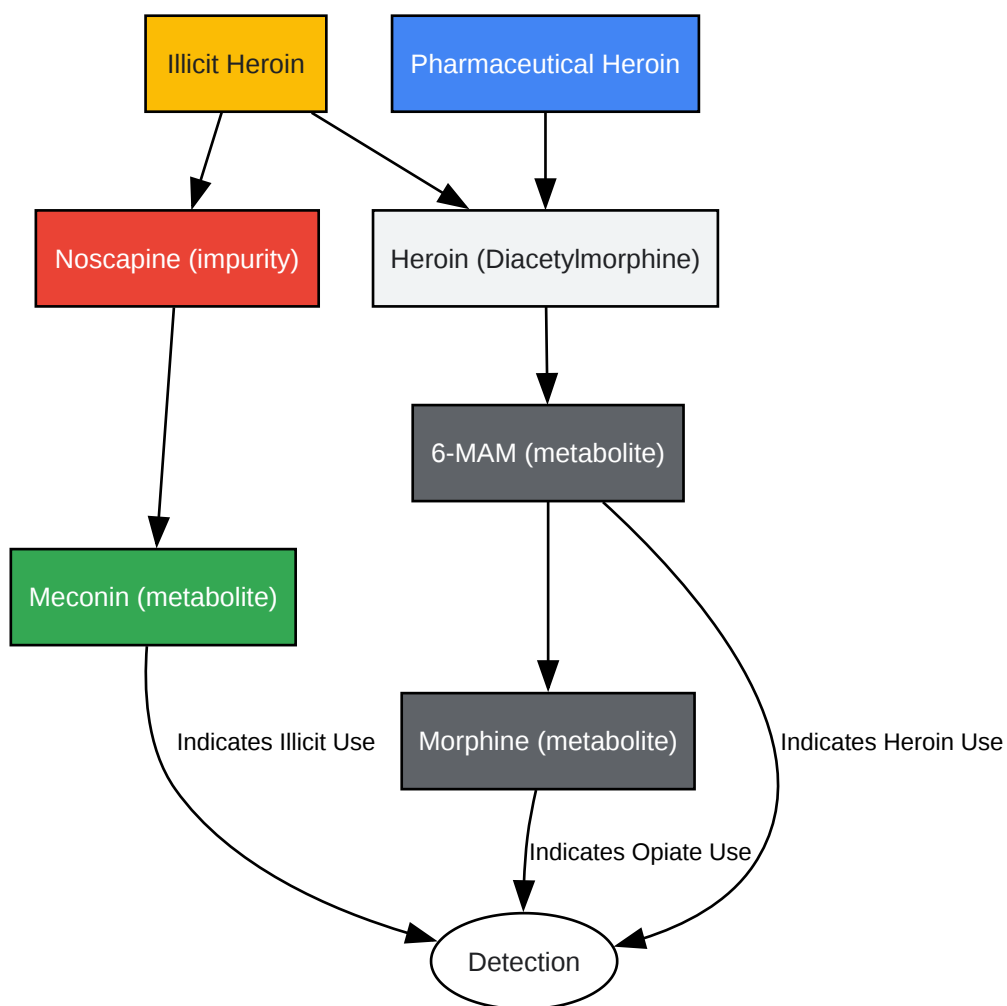 Illicit Heroin
Pharmaceutical Heroin
Noscapine (impurity)
Heroin (Diacetylmorphine)
6-MAM (metabolite)
Meconin (metabolite)
Morphine (metabolite)
Indicates Illicit Use
Indicates Heroin Use
Indicates Opiate Use
Detection